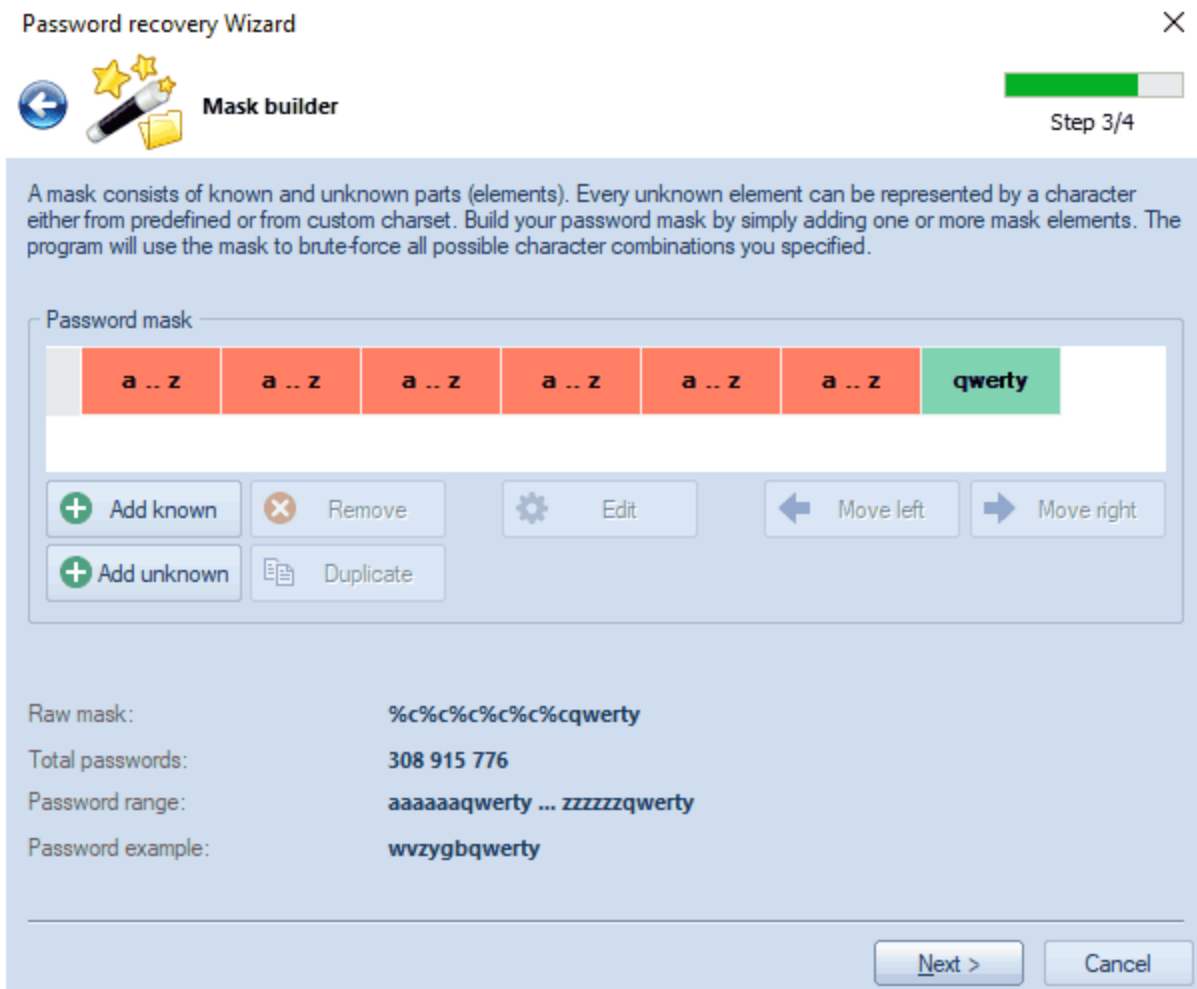 Password recovery Wizard
Mask builder
Step 3/4
A mask consists of known and unknown parts (elements). Every unknown element can be represented by a character
either from predefined or from custom charset. Build your password mask by simply adding one or more mask elements. The
program will use the mask to brute-force all possible character combinations you specified.
Password mask
a .. z a .. z a .. z a .. z a .. z a .. z qwerty
Add known Remove Edit Move left Move right
Add unknown Duplicate
Raw mask: %c%c%c%c%c%cqwerty
Total passwords: 308 915 776
Password range: aaaaaaqwerty ... zzzzzzqwerty
Password example: wvzygbqwerty
Next > Cancel